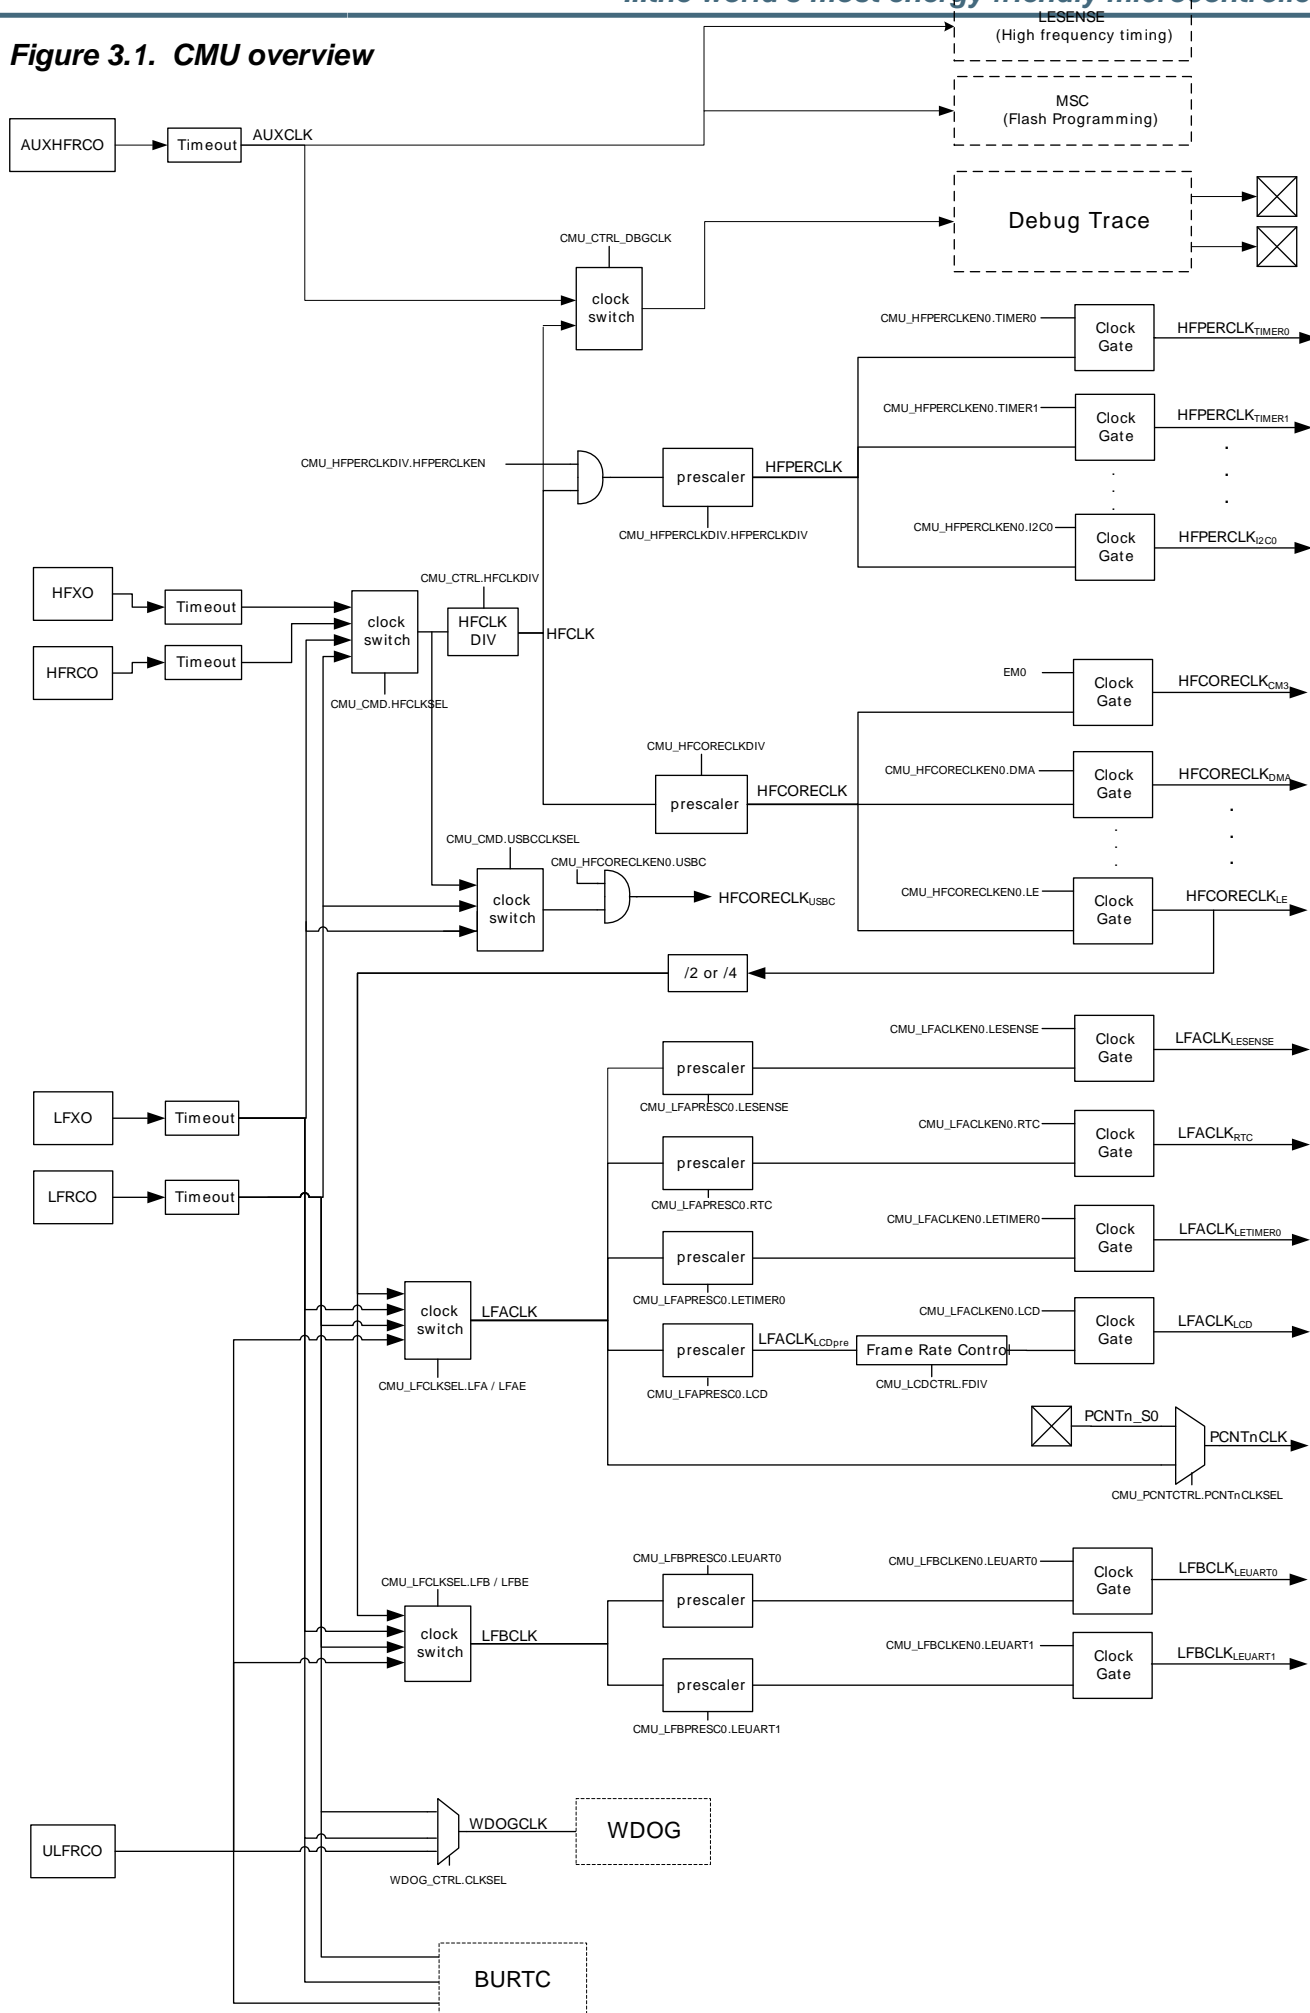 ...the world's most energy friendly microcontrolle
Figure 3.1. CMU overview
LESENSE
(High frequency timing)
MSC
(Flash Programming)
AUXHFRCO
Timeout
AUXCLK
Debug Trace
CMU_CTRL_DBGCLK
clock
switch
CMU_HFPERCLKEN0.TIMER0
Clock
Gate
HFPERCLKTIMER0
CMU_HFPERCLKEN0.TIMER1
Clock
Gate
HFPERCLKTIMER1
CMU_HFPERCLKDIV.HFPERCLKEN
prescaler
HFPERCLK
CMU_HFPERCLKDIV.HFPERCLKDIV
CMU_HFPERCLKEN0.I2C0
Clock
Gate
HFPERCLKI2C0
HFXO
Timeout
HFRCO
Timeout
clock
switch
CMU_CMD.HFCLKSEL
CMU_CTRL.HFCLKDIV
HFCLK
DIV
HFCLK
EM0
Clock
Gate
HFCORECLKCM3
CMU_HFCORECLKDIV
prescaler
HFCORECLK
CMU_HFCORECLKEN0.DMA
Clock
Gate
HFCORECLKDMA
CMU_CMD.USBCCLKSEL
clock
switch
CMU_HFCORECLKEN0.USBC
HFCORECLKUSBC
CMU_HFCORECLKEN0.LE
Clock
Gate
HFCORECLKLE
/2 or /4
CMU_LFACLKEN0.LESENSE
Clock
Gate
LFACLKLESENSE
prescaler
CMU_LFAPRESC0.LESENSE
LFXO
Timeout
CMU_LFACLKEN0.RTC
Clock
Gate
LFACLKRTC
prescaler
CMU_LFAPRESC0.RTC
LFRCO
Timeout
CMU_LFACLKEN0.LETIMER0
Clock
Gate
LFACLKLETIMER0
prescaler
CMU_LFAPRESC0.LETIMER0
clock
switch
LFACLK
CMU_LFCLKSEL.LFA / LFAE
CMU_LFACLKEN0.LCD
Clock
Gate
LFACLKLCD
prescaler
LFACLKLCDpre
Frame Rate Control
CMU_LFAPRESC0.LCD
CMU_LCDCTRL.FDIV
PCNTn_S0
PCNTnCLK
CMU_PCNTCTRL.PCNTnCLKSEL
CMU_LFCLKSEL.LFB / LFBE
clock
switch
LFBCLK
CMU_LFBPRESC0.LEUART0
prescaler
CMU_LFBCLKEN0.LEUART0
Clock
Gate
LFBCLKLEUART0
CMU_LFBCLKEN0.LEUART1
Clock
Gate
LFBCLKLEUART1
prescaler
CMU_LFBPRESC0.LEUART1
ULFRCO
WDOGCLK
WDOG
WDOG_CTRL.CLKSEL
BURTC